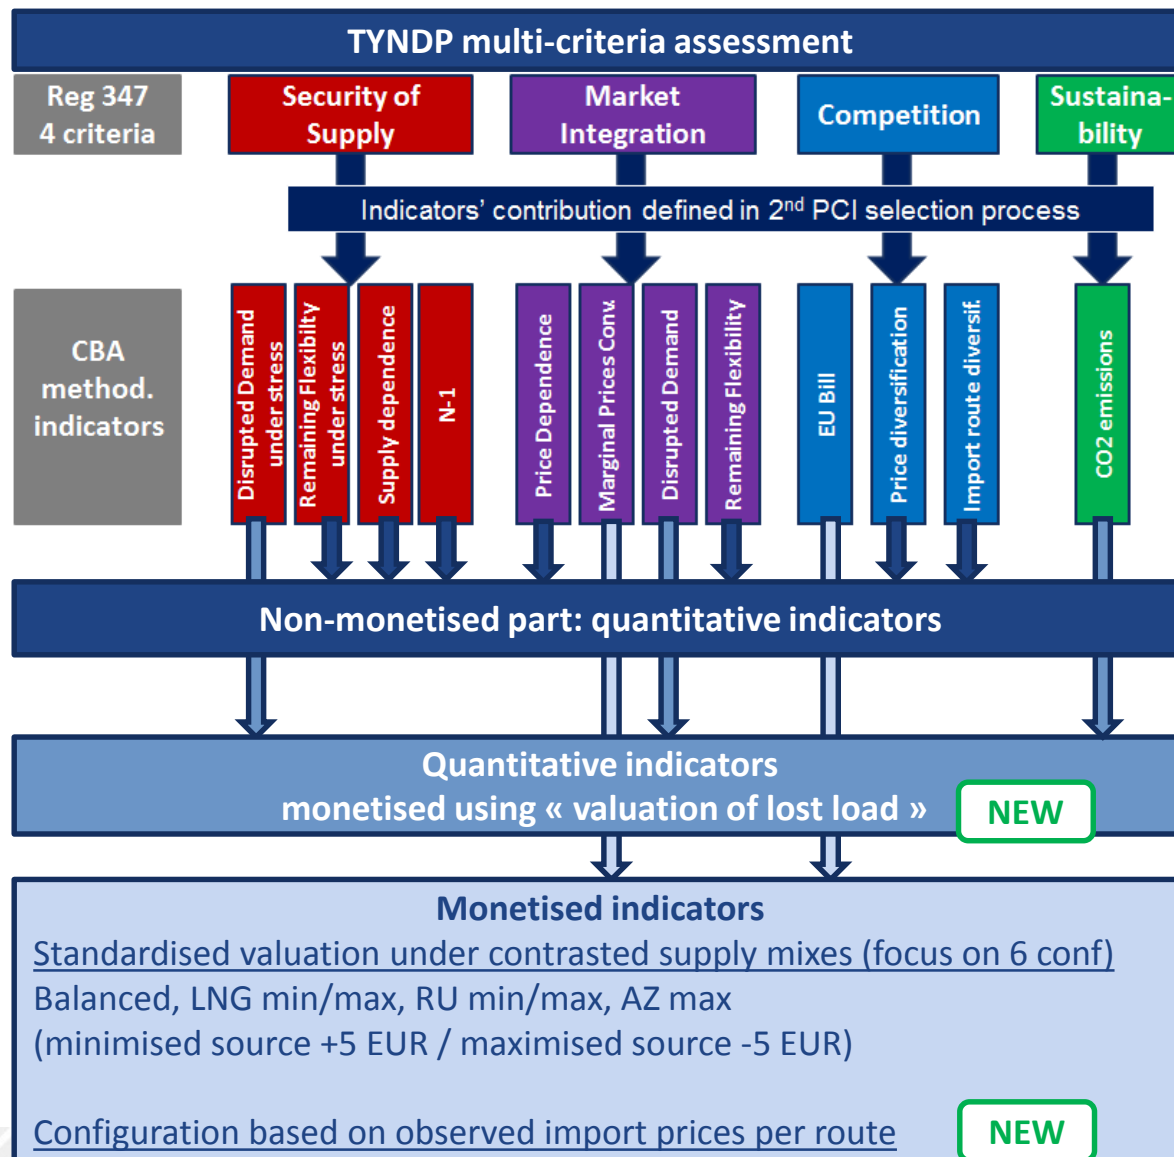 TYNDP multi-criteria assessment
Reg 347
4 criteria
Security of
Supply
Market
Integration
Competition
Sustaina-
bility
Indicators' contribution defined in 2nd PCI selection process
CBA
method.
indicators
Disrupted Demand
under stress
Remaining Flexibilty
under stress
Supply dependence
N-1
Price Dependence
Marginal Prices Conv.
Disrupted Demand
Remaining Flexibility
EU Bill
Price diversification
Import route diversif.
CO2 emissions
Non-monetised part: quantitative indicators
Quantitative indicators
monetised using « valuation of lost load »
NEW
Monetised indicators
Standardised valuation under contrasted supply mixes (focus on 6 conf)
Balanced, LNG min/max, RU min/max, AZ max
(minimised source +5 EUR / maximised source -5 EUR)
Configuration based on observed import prices per route
NEW